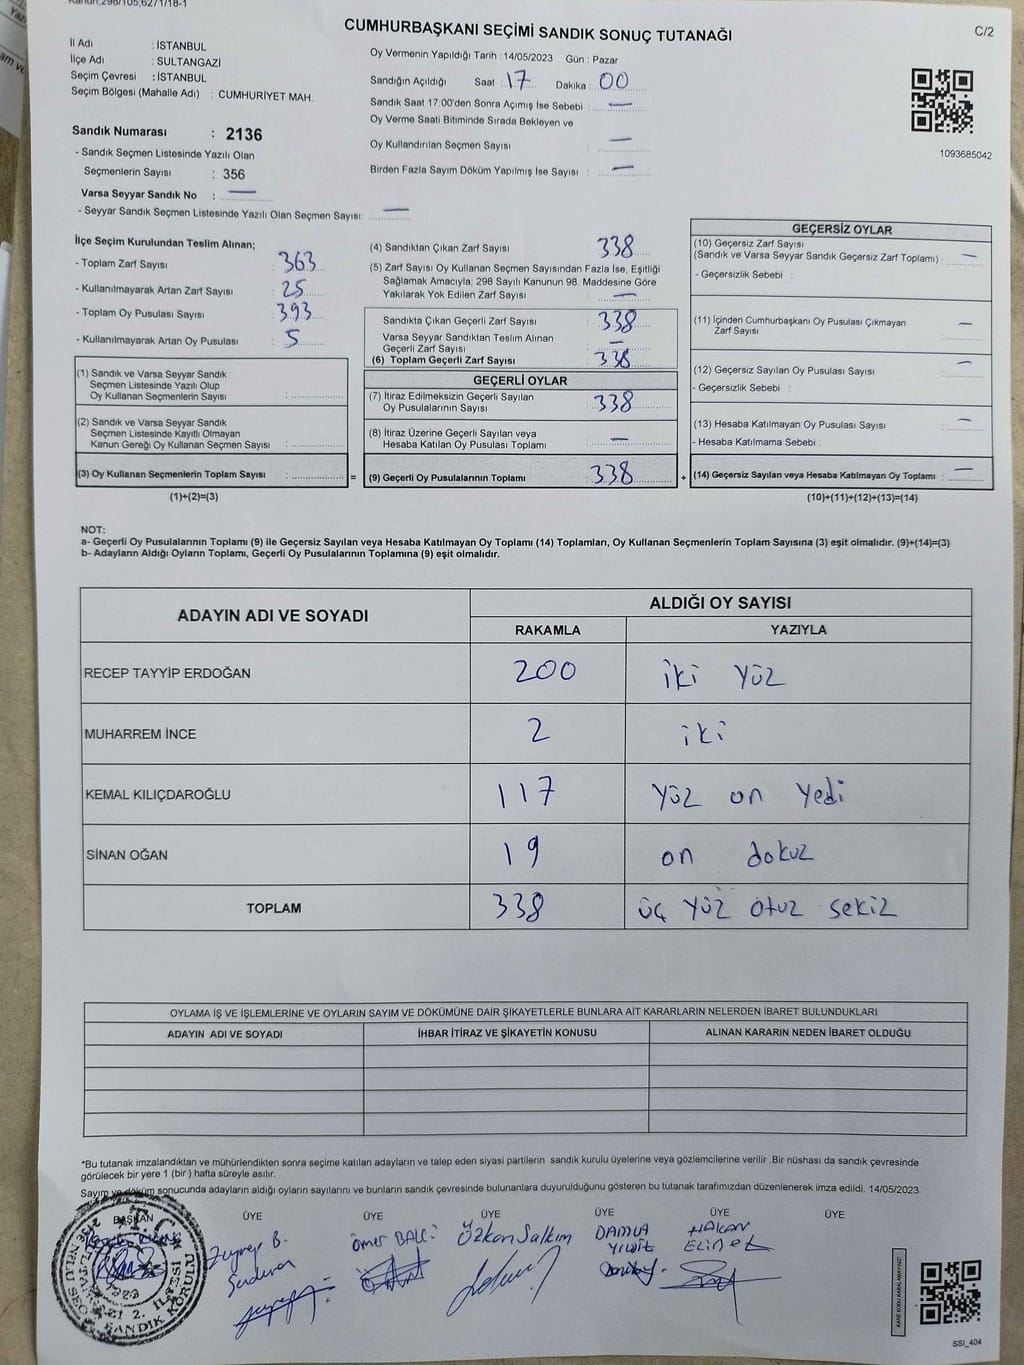 CUMHURBAŞKANI SEÇİMİ SANDIK SONUÇ TUTANAĞI
C/2
İl Adı : İSTANBUL
İlçe Adı : SULTANGAZİ
Seçim Çevresi : İSTANBUL
Seçim Bölgesi (Mahalle Adı) : CUMHURİYET MAH.
Sandık Numarası : 2136
- Sandık Seçmen Listesinde Yazılı Olan
Seçmenlerin Sayısı : 356
Varsa Seyyar Sandık No : —
- Seyyar Sandık Seçmen Listesinde Yazılı Olan Seçmen Sayısı: —
Oy Vermenin Yapıldığı Tarih : 14/05/2023 Gün : Pazar
Sandığın Açıldığı Saat : 17 Dakika : 00
Sandık Saat 17:00'den Sonra Açımış İse Sebebi : —
Oy Verme Saati Bitiminde Sırada Bekleyen ve
Oy Kullandırılan Seçmen Sayısı : —
Birden Fazla Sayım Döküm Yapılmış İse Sayısı : —
1093685042
İlçe Seçim Kurulundan Teslim Alınan;
- Toplam Zarf Sayısı : 363
- Kullanılmayarak Artan Zarf Sayısı : 25
- Toplam Oy Pusulası Sayısı : 393
- Kullanılmayarak Artan Oy Pusulası : 5
(1) Sandık ve Varsa Seyyar Sandık
Seçmen Listesinde Yazılı Olup
Oy Kullanan Seçmenlerin Sayısı :
(2) Sandık ve Varsa Seyyar Sandık
Seçmen Listesinde Kayıtlı Olmayan
Kanun Gereği Oy Kullanan Seçmen Sayısı :
(3) Oy Kullanan Seçmenlerin Toplam Sayısı : =
(1)+(2)=(3)
(4) Sandıktan Çıkan Zarf Sayısı : 338
(5) Zarf Sayısı Oy Kullanan Seçmen Sayısından Fazla İse, Eşitliği
Sağlamak Amacıyla; 298 Sayılı Kanunun 98. Maddesine Göre
Yakılarak Yok Edilen Zarf Sayısı : —
Sandıkta Çıkan Geçerli Zarf Sayısı : 338
Varsa Seyyar Sandıktan Teslim Alınan
Geçerli Zarf Sayısı : —
(6) Toplam Geçerli Zarf Sayısı : 338
GEÇERLİ OYLAR
(7) İtiraz Edilmeksizin Geçerli Sayılan
Oy Pusulalarının Sayısı : 338
(8) İtiraz Üzerine Geçerli Sayılan veya
Hesaba Katılan Oy Pusulası Toplamı : —
(9) Geçerli Oy Pusulalarının Toplamı : 338 +
GEÇERSİZ OYLAR
(10) Geçersiz Zarf Sayısı
(Sandık ve Varsa Seyyar Sandık Geçersiz Zarf Toplamı) : —
- Geçersizlik Sebebi :
(11) İçinden Cumhurbaşkanı Oy Pusulası Çıkmayan
Zarf Sayısı : —
(12) Geçersiz Sayılan Oy Pusulası Sayısı : —
- Geçersizlik Sebebi :
(13) Hesaba Katılmayan Oy Pusulası Sayısı : —
- Hesaba Katılmama Sebebi :
(14) Geçersiz Sayılan veya Hesaba Katılmayan Oy Toplamı : —
(10)+(11)+(12)+(13)=(14)
NOT:
a- Geçerli Oy Pusulalarının Toplamı (9) ile Geçersiz Sayılan veya Hesaba Katılmayan Oy Toplamı (14) Toplamları, Oy Kullanan Seçmenlerin Toplam Sayısına (3) eşit olmalıdır. (9)+(14)=(3)
b- Adayların Aldığı Oyların Toplamı, Geçerli Oy Pusulalarının Toplamına (9) eşit olmalıdır.
ADAYIN ADI VE SOYADI
ALDIĞI OY SAYISI
RAKAMLA YAZIYLA
RECEP TAYYİP ERDOĞAN 200 iki yüz
MUHARREM İNCE 2 iki
KEMAL KILIÇDAROĞLU 117 yüz on yedi
SİNAN OĞAN 19 on dokuz
TOPLAM 338 üç yüz otuz sekiz
OYLAMA İŞ VE İŞLEMLERİNE VE OYLARIN SAYIM VE DÖKÜMÜNE DAİR ŞİKAYETLERLE BUNLARA AİT KARARLARIN NELERDEN İBARET BULUNDUKLARI
ADAYIN ADI VE SOYADI İHBAR İTİRAZ VE ŞİKAYETİN KONUSU ALINAN KARARIN NEDEN İBARET OLDUĞU
*Bu tutanak imzalandıktan ve mühürlendikten sonra seçime katılan adayların ve talep eden siyasi partilerin sandık kurulu üyelerine veya gözlemcilerine verilir .Bir nüshası da sandık çevresinde
görülecek bir yere 1 (bir ) hafta süreyle asılır.
Sayım ve döküm sonucunda adayların aldığı oyların sayılarını ve bunların sandık çevresinde bulunanlara duyurulduğunu gösteren bu tutanak tarafımızdan düzenlenerek imza edildi. 14/05/2023
BAŞKAN ÜYE ÜYE ÜYE ÜYE ÜYE ÜYE
Zeynep B.
Ömer BALCI
Özkan Salkım
HAKAN
T.C.
SANDIK KURULU
SSI_404